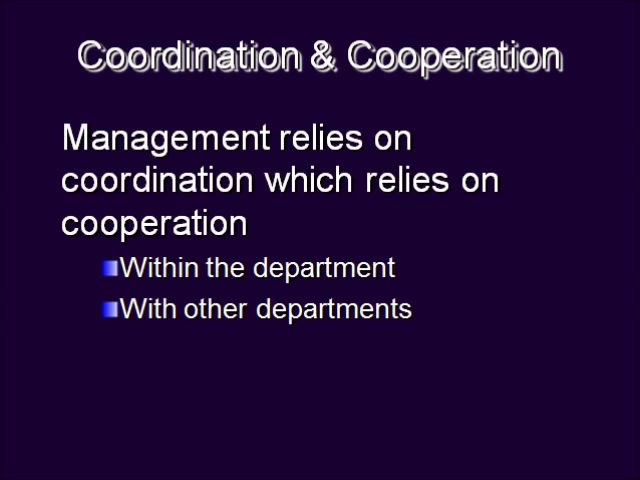 Coordination & Cooperation
Management relies on
coordination which relies on
cooperation
Within the department
With other departments